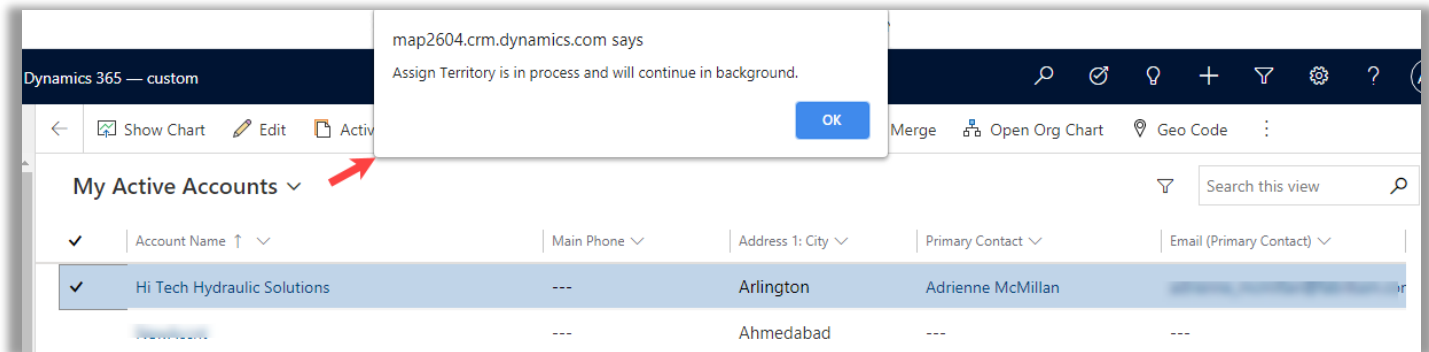 map2604.crm.dynamics.com says
Assign Territory is in process and will continue in background.
OK
Dynamics 365 — custom
Show Chart Edit Activ Merge Open Org Chart Geo Code
My Active Accounts Search this view
Account Name ↑ Main Phone Address 1: City Primary Contact Email (Primary Contact)
Hi Tech Hydraulic Solutions --- Arlington Adrienne McMillan
--- Ahmedabad --- ---